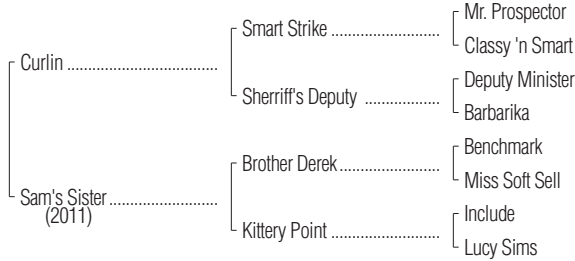 Mr. Prospector
Smart Strike ........................
Classy 'n Smart
Curlin .................................
Deputy Minister
Sherriff's Deputy ................
Barbarika
Benchmark
Brother Derek ......................
Miss Soft Sell
Sam's Sister ........................
(2011)
Include
Kittery Point ........................
Lucy Sims